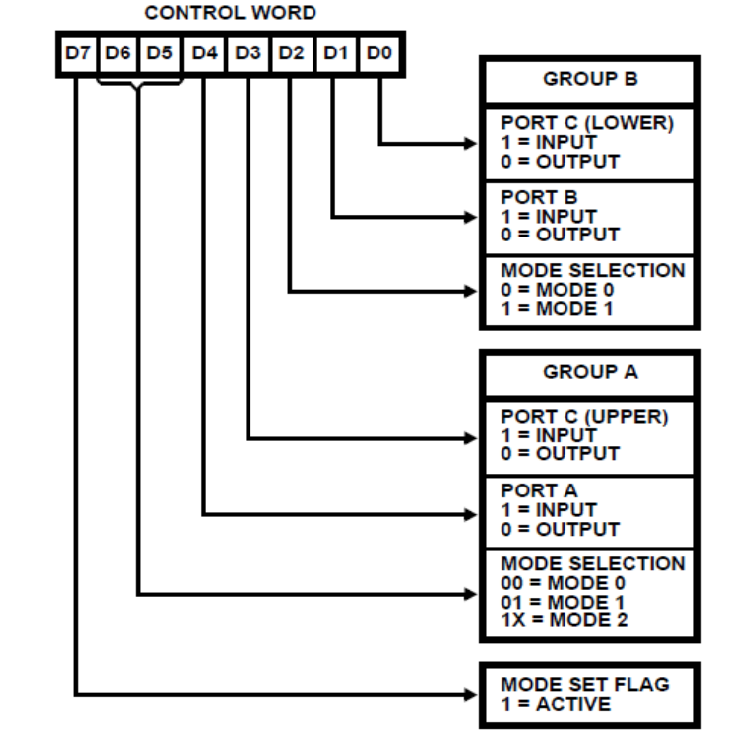 CONTROL WORD
D7 D6 D5 D4 D3 D2 D1 D0
GROUP B
PORT C (LOWER)
1 = INPUT
0 = OUTPUT
PORT B
1 = INPUT
0 = OUTPUT
MODE SELECTION
0 = MODE 0
1 = MODE 1
GROUP A
PORT C (UPPER)
1 = INPUT
0 = OUTPUT
PORT A
1 = INPUT
0 = OUTPUT
MODE SELECTION
00 = MODE 0
01 = MODE 1
1X = MODE 2
MODE SET FLAG
1 = ACTIVE